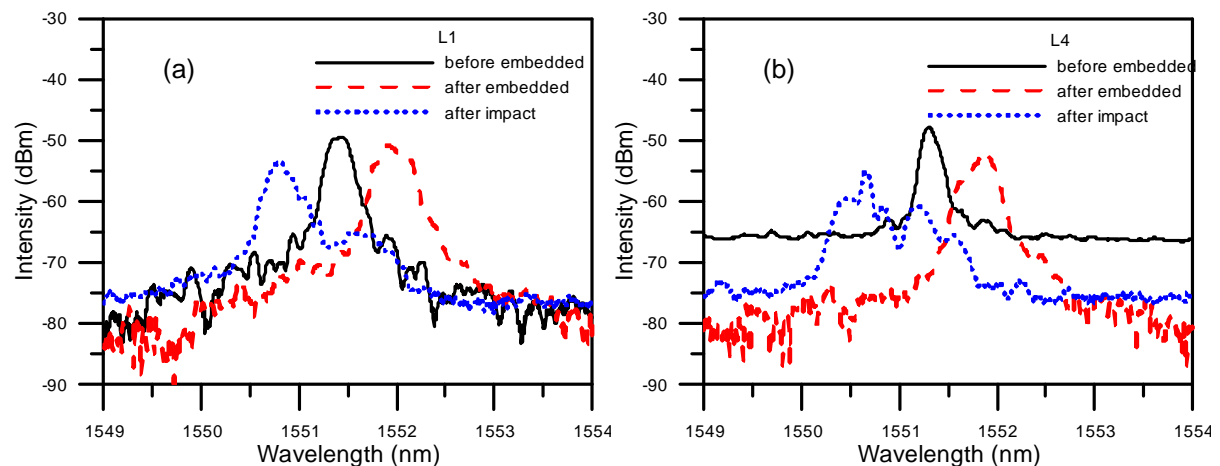 -30
-40
-50
-60
-70
-80
-90
Intensity (dBm)
(a)
L1
before embedded
after embedded
after impact
1549 1550 1551 1552 1553 1554
Wavelength (nm)
-30
-40
-50
-60
-70
-80
-90
Intensity (dBm)
(b)
L4
before embedded
after embedded
after impact
1549 1550 1551 1552 1553 1554
Wavelength (nm)